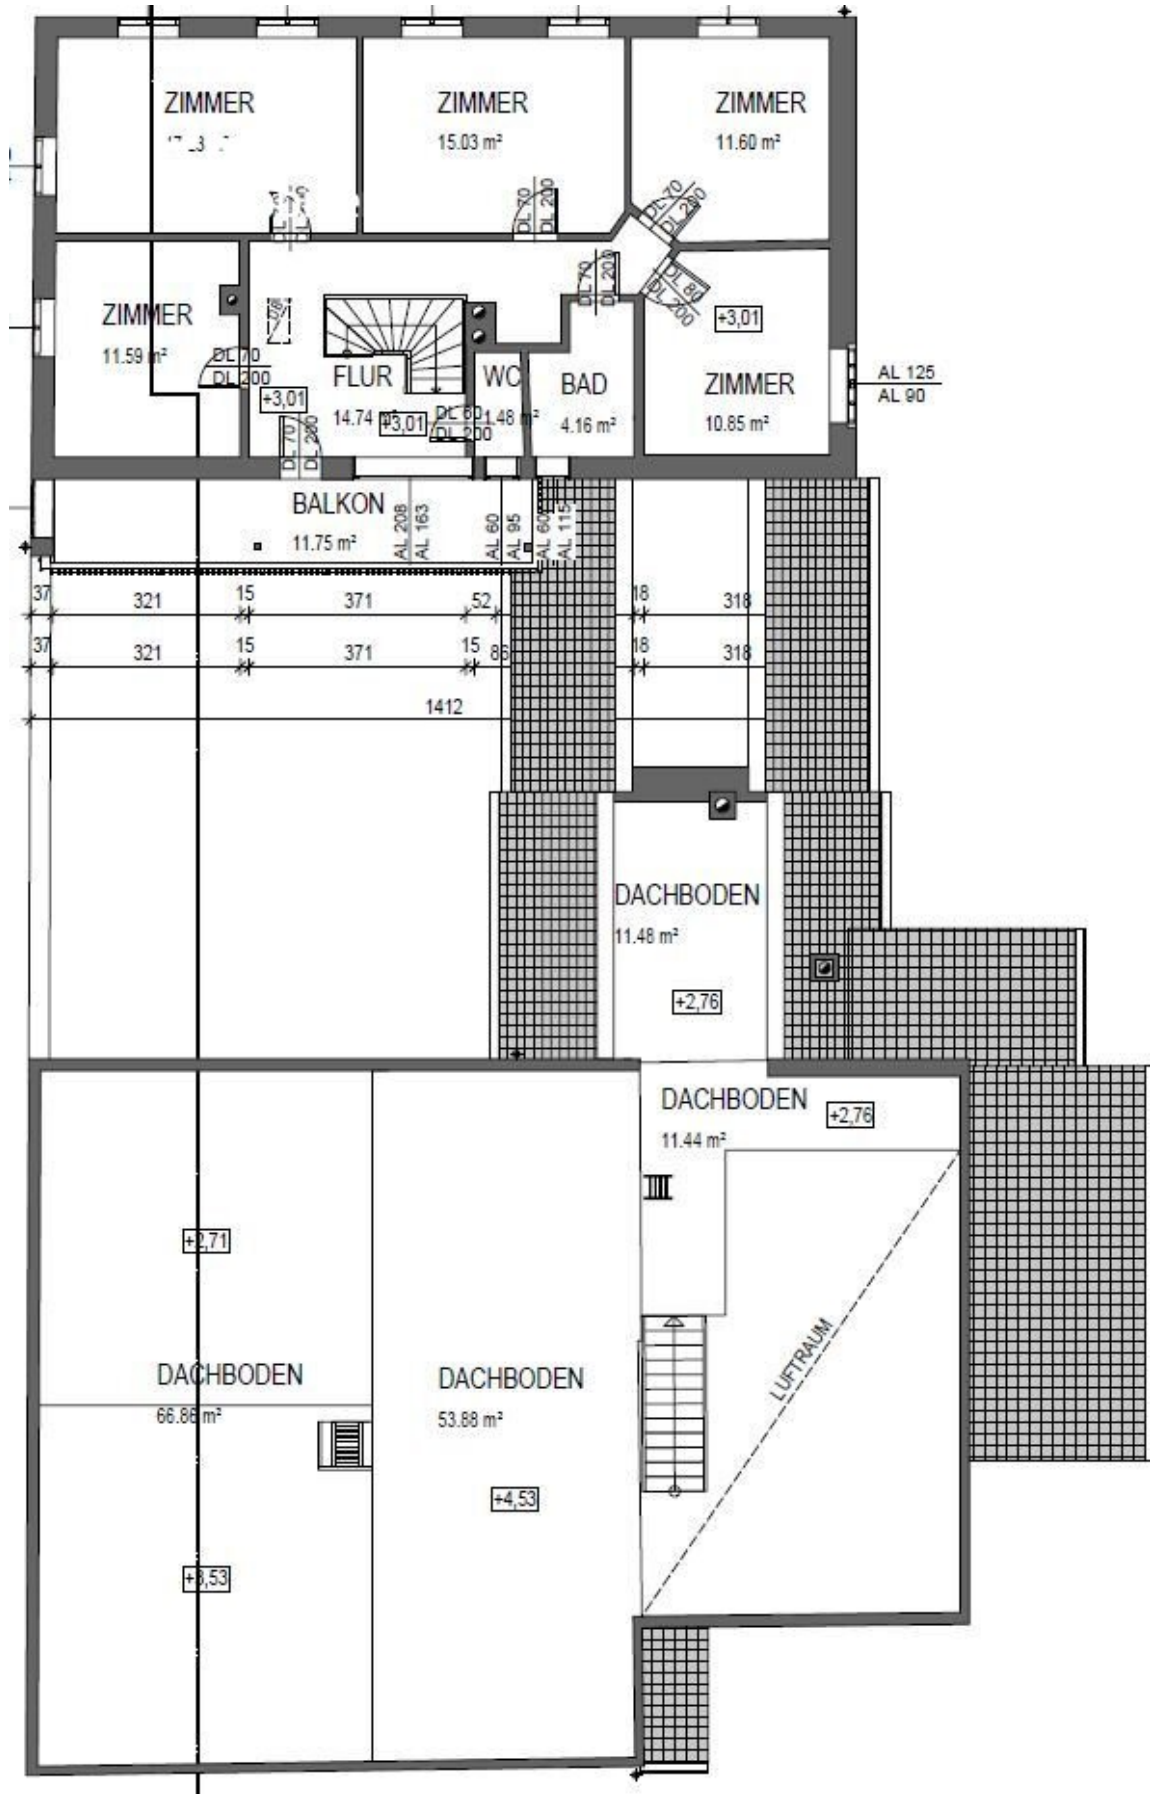 ZIMMER
ZIMMER
15.03 m²
ZIMMER
11.60 m²
DL 70
DL 200
DL 70
DL 200
DL 70
DL 200
DL 80
DL 200
+3,01
ZIMMER
11.59 m²
DL 70
DL 200
FLUR
14.74 m²
+3,01
+3,01
WC
1.48 m²
DL 60
DL 200
BAD
4.16 m²
ZIMMER
10.85 m²
AL 125
AL 90
DL 70
DL 200
BALKON
11.75 m²
AL 208
AL 163
AL 60
AL 95
AL 60
AL 115
37 321 15 371 52 18 318
37 321 15 371 15 86 18 318
1412
DACHBODEN
11.48 m²
+2,76
DACHBODEN
11.44 m²
+2,76
+2,71
DACHBODEN
66.86 m²
DACHBODEN
53.88 m²
LUFTRAUM
+4,53